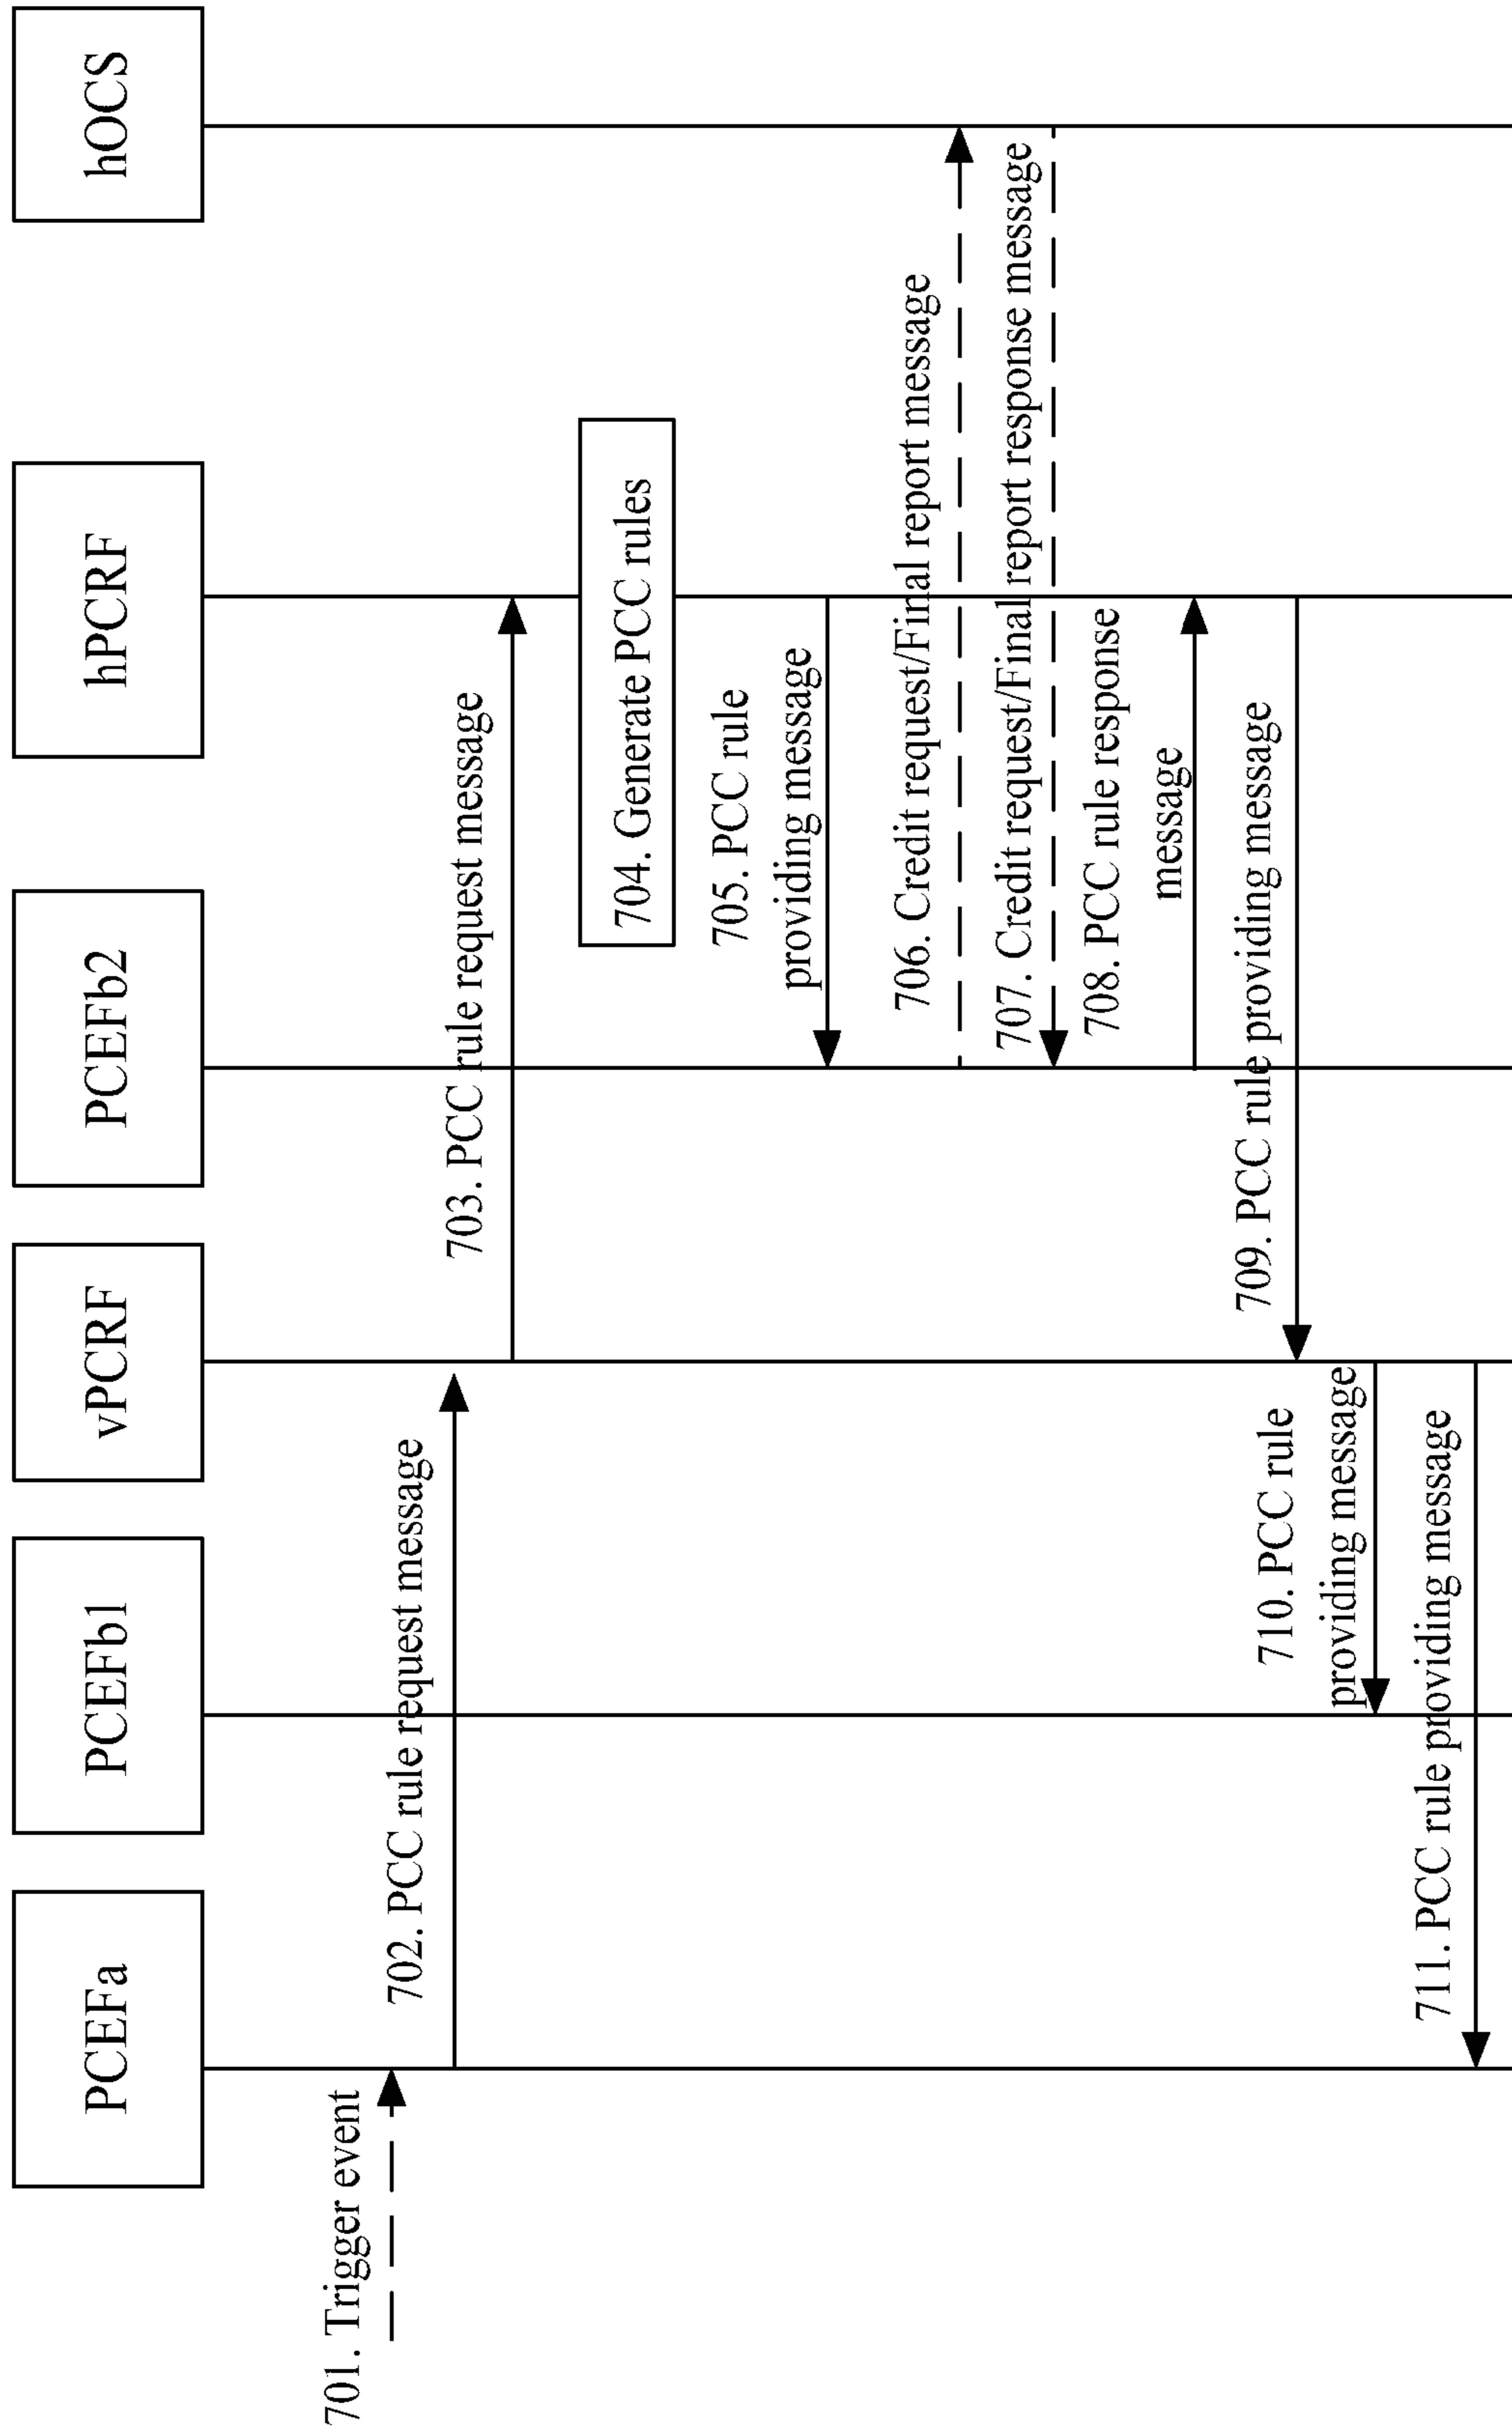 PCEFa
PCEFb1
vPCRF
PCEFb2
hPCRF
hOCS
701. Trigger event
702. PCC rule request message
703. PCC rule request message
704. Generate PCC rules
705. PCC rule
providing message
706. Credit request/Final report message
707. Credit request/Final report response message
708. PCC rule response
message
709. PCC rule providing message
710. PCC rule
providing message
711. PCC rule providing message